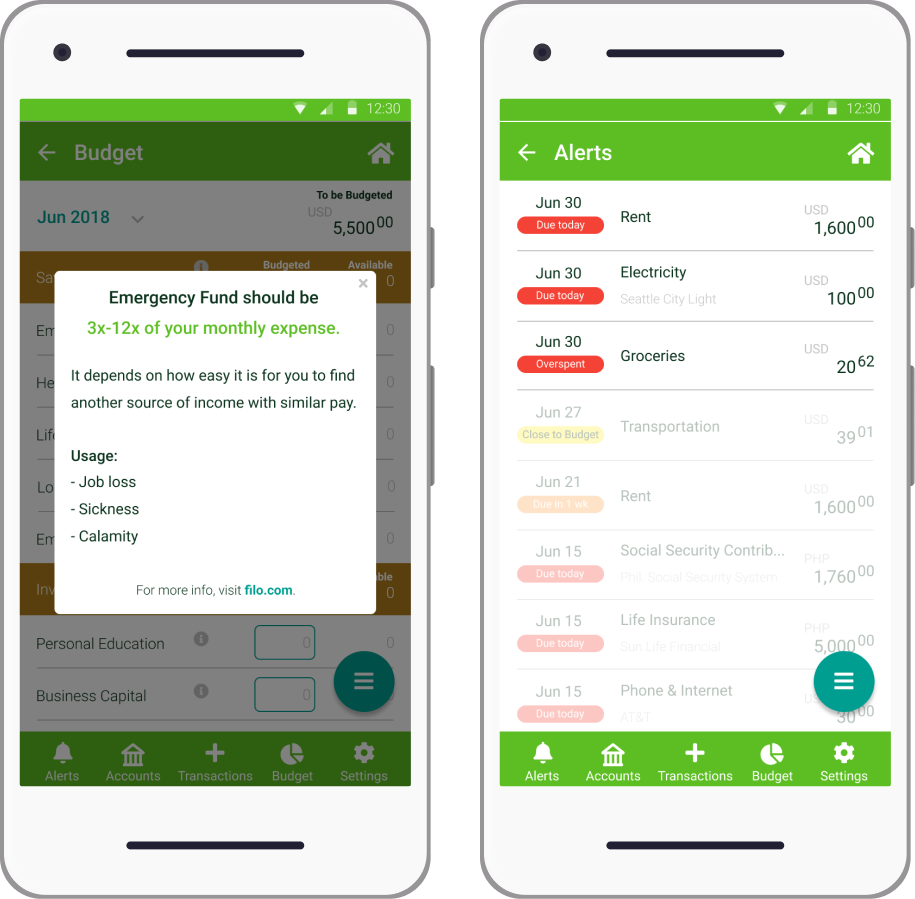 12:30
Budget
To be Budgeted
Jun 2018
USD
5,500 00
Budgeted Available
Sa 0
Emergency Fund should be
3x-12x of your monthly expense.
Em 0
It depends on how easy it is for you to find
He 0
another source of income with similar pay.
Life 0
Usage:
- Job loss
Lo 0
- Sickness
- Calamity
Em 0
For more info, visit filo.com.
Inv 0
Personal Education 0 0
Business Capital 0
Alerts Accounts Transactions Budget Settings
12:30
Alerts
Jun 30 Rent USD
Due today 1,600 00
Jun 30 Electricity USD
Due today Seattle City Light 100 00
Jun 30 Groceries USD
Overspent 20 62
Jun 27 Transportation USD
Close to Budget 39 01
Jun 21 Rent USD
Due in 1 wk 1,600 00
Jun 15 Social Security Contrib... PHP
Due today Phil. Social Security System 1,760 00
Jun 15 Life Insurance PHP
Due today Sun Life Financial 5,000 00
Jun 15 Phone & Internet
Due today AT&T 30 00
Alerts Accounts Transactions Budget Settings